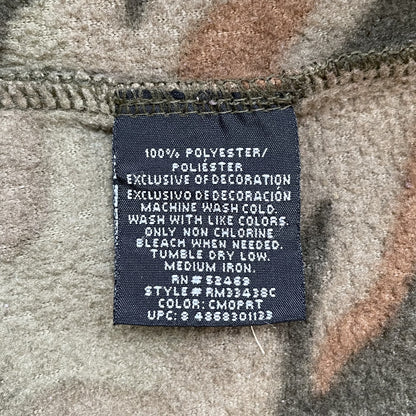 100% POLYESTER/
POLIÉSTER
EXCLUSIVE OF DECORATION
EXCLUSIVO DE DECORACIÓN
MACHINE WASH COLD.
WASH WITH LIKE COLORS.
ONLY NON CHLORINE
BLEACH WHEN NEEDED.
TUMBLE DRY LOW.
MEDIUM IRON.
RN# 52469
STYLE# RM33438C
COLOR: CMOPRT
UPC: 8 4868301133